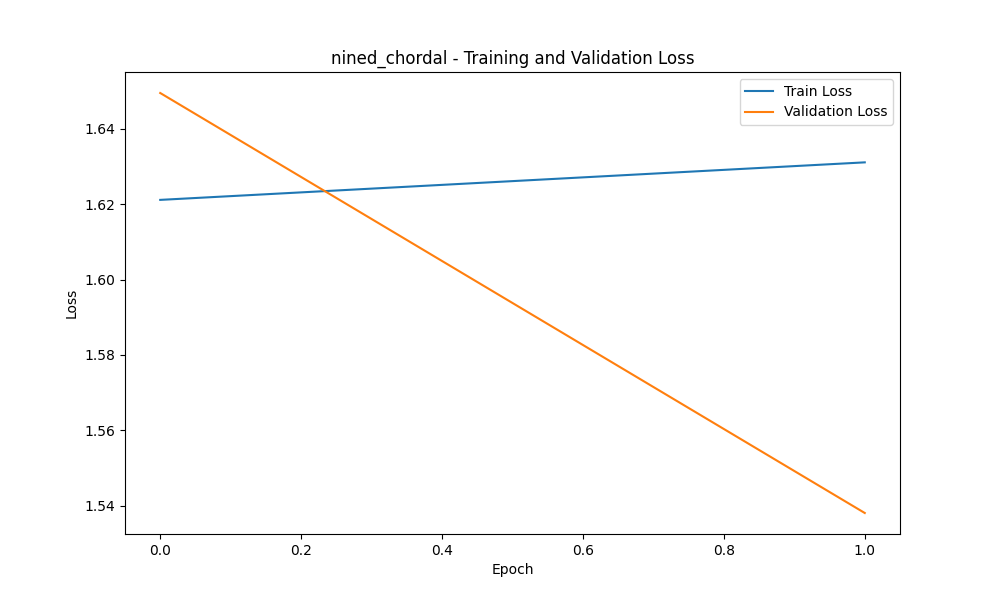 nined_chordal - Training and Validation Loss
Train Loss
Validation Loss
1.64
1.62
1.60
1.58
1.56
1.54
Loss
0.0 0.2 0.4 0.6 0.8 1.0
Epoch